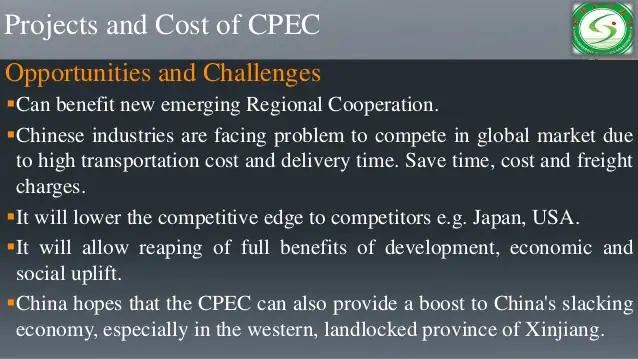 Projects and Cost of CPEC
Opportunities and Challenges
▪Can benefit new emerging Regional Cooperation.
▪Chinese industries are facing problem to compete in global market due
to high transportation cost and delivery time. Save time, cost and freight
charges.
▪It will lower the competitive edge to competitors e.g. Japan, USA.
▪It will allow reaping of full benefits of development, economic and
social uplift.
▪China hopes that the CPEC can also provide a boost to China's slacking
economy, especially in the western, landlocked province of Xinjiang.